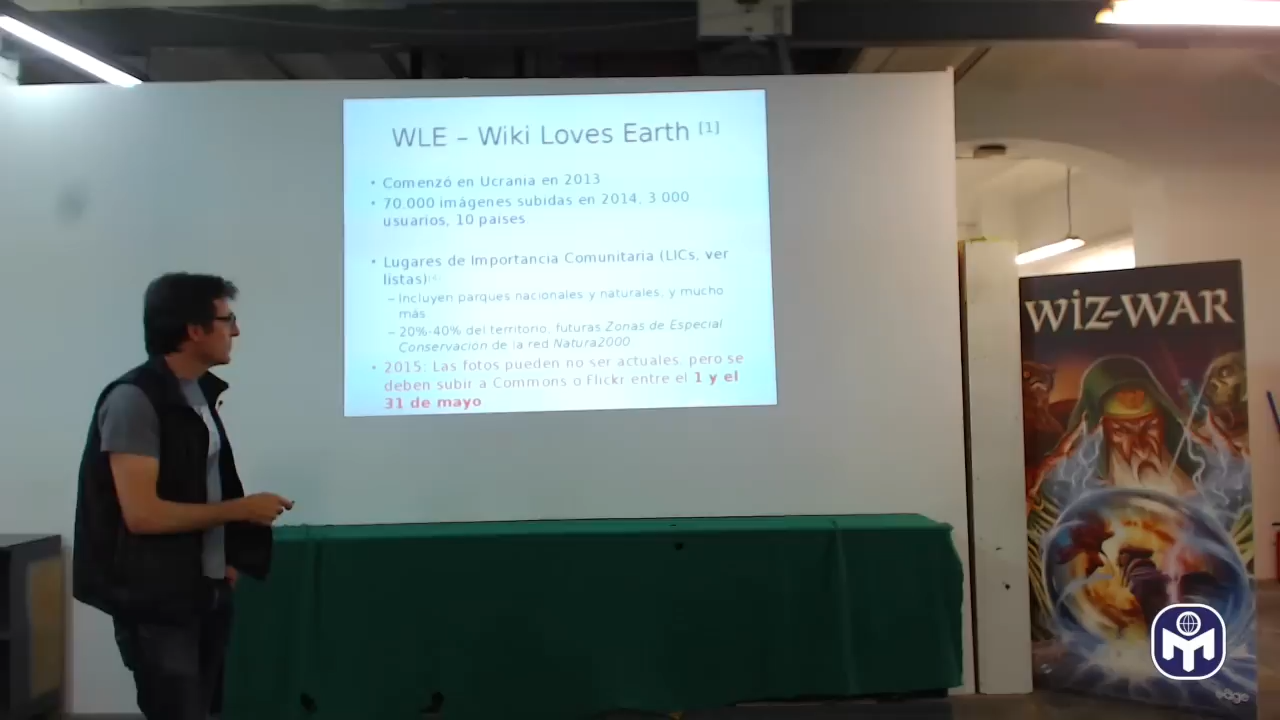 WLE – Wiki Loves Earth [1]
• Comenzó en Ucrania en 2013
• 70.000 imágenes subidas en 2014, 3.000
usuarios, 10 países
• Lugares de Importancia Comunitaria (LICs, ver
listas)
– Incluyen parques nacionales y naturales, y mucho
más
– 20%-40% del territorio, futuras Zonas de Especial
Conservación de la red Natura2000
• 2015: Las fotos pueden no ser actuales, pero se
deben subir a Commons o Flickr entre el 1 y el
31 de mayo
WIZ-WAR
edge